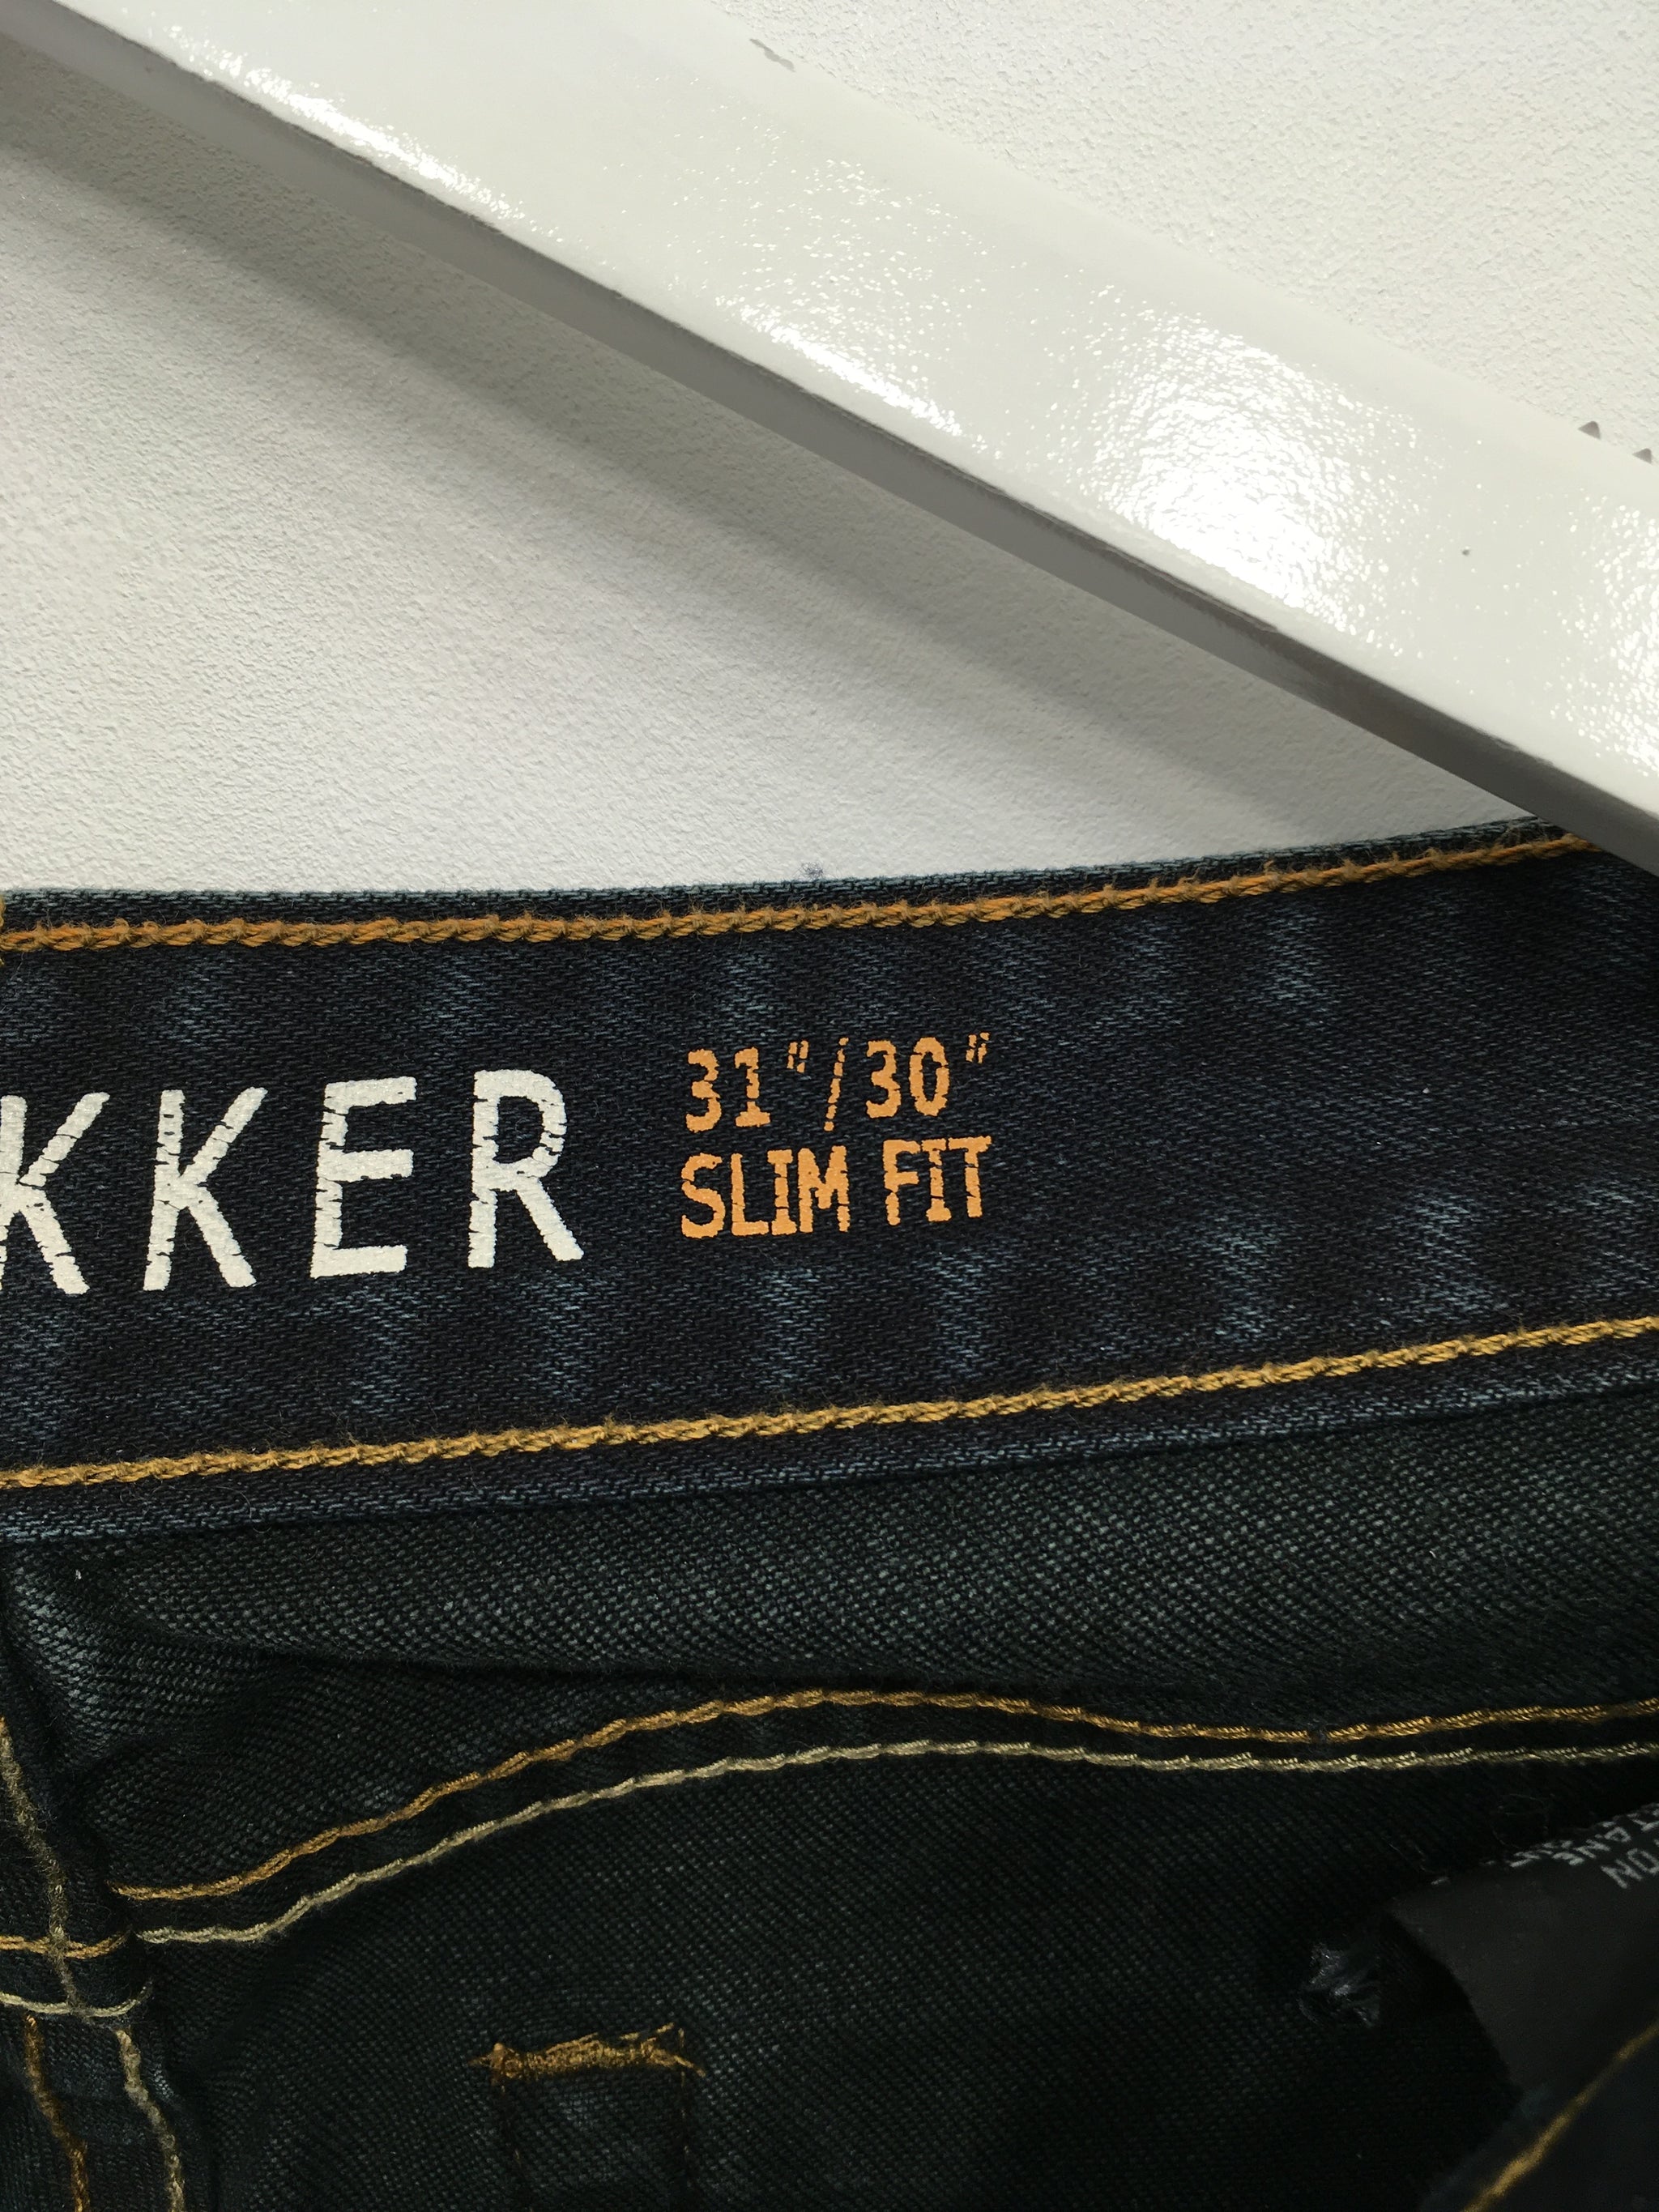 KKER
31"/30"
SLIM FIT